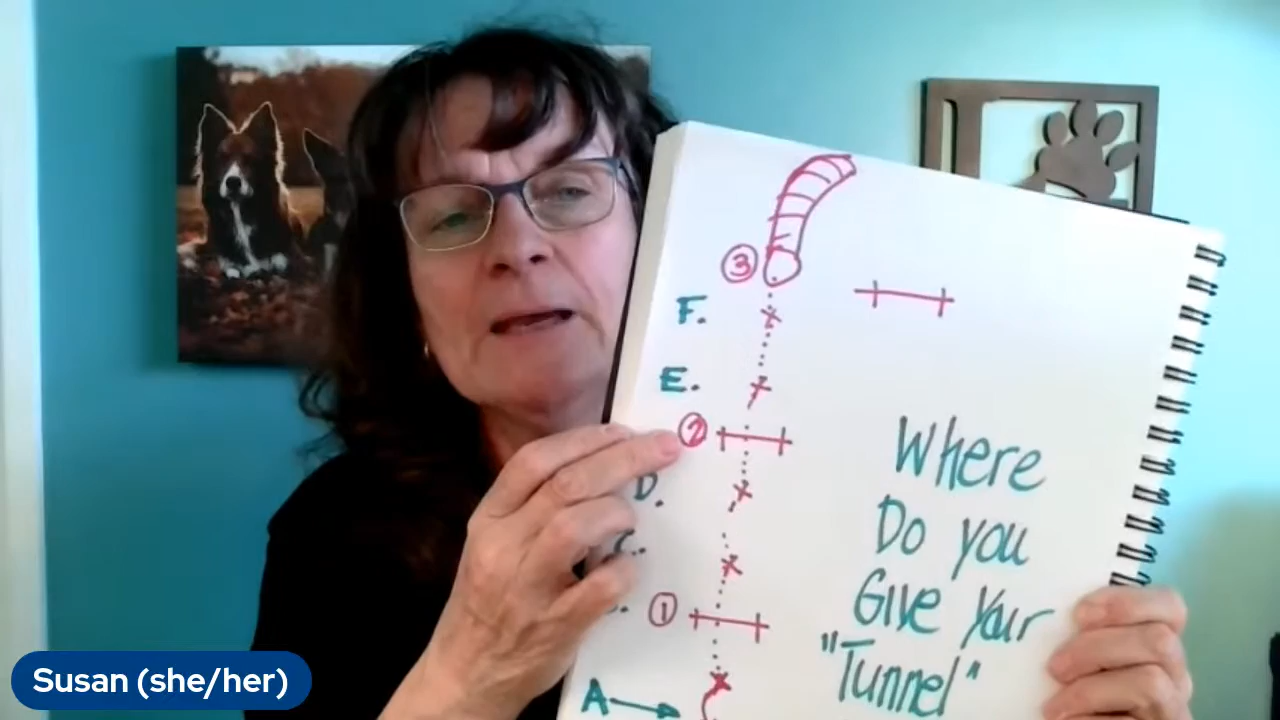 3
F.
E.
2
D.
C.
1
A
Where
Do you
Give Your
"Tunnel"
Susan (she/her)